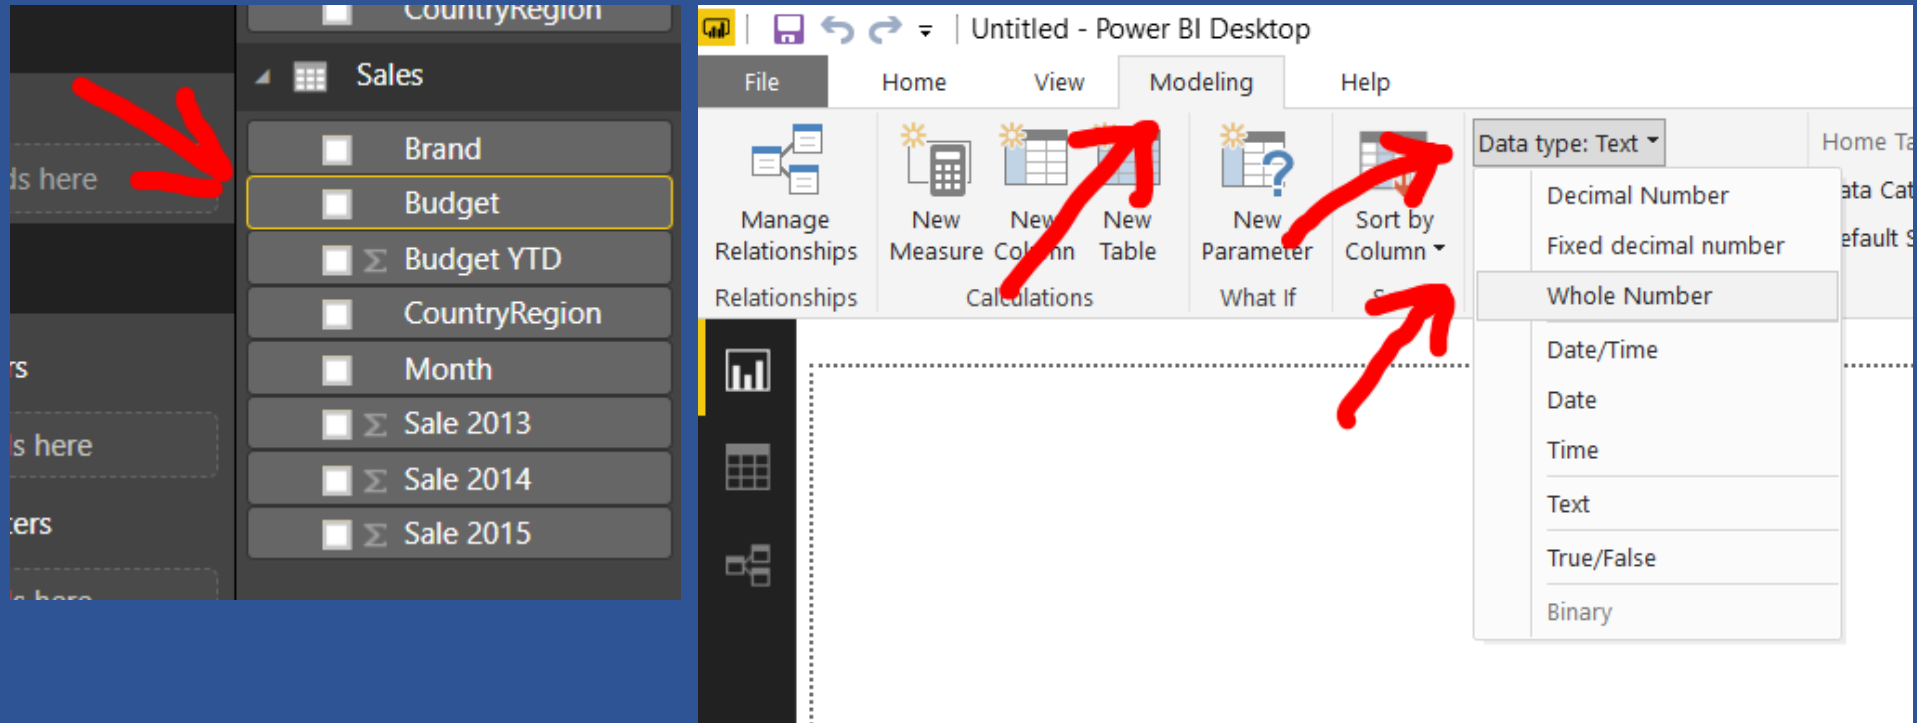 CountryRegion
Sales
Brand
ds here
Budget
Budget YTD
CountryRegion
rs
Month
Sale 2013
s here
Sale 2014
ters
Sale 2015
s here
Untitled - Power BI Desktop
File Home View Modeling Help
Data type: Text
Home Ta
Manage Relationships
New Measure
New Column
New Table
New Parameter
Sort by Column
ata Cat
efault S
Relationships
Calculations
What If
Decimal Number
Fixed decimal number
Whole Number
Date/Time
Date
Time
Text
True/False
Binary